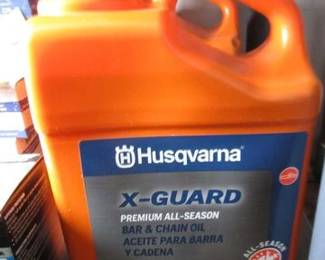 Husqvarna
X-GUARD
PREMIUM ALL-SEASON
BAR & CHAIN OIL
ACEITE PARA BARRA
Y CADENA
ALL-SEASON